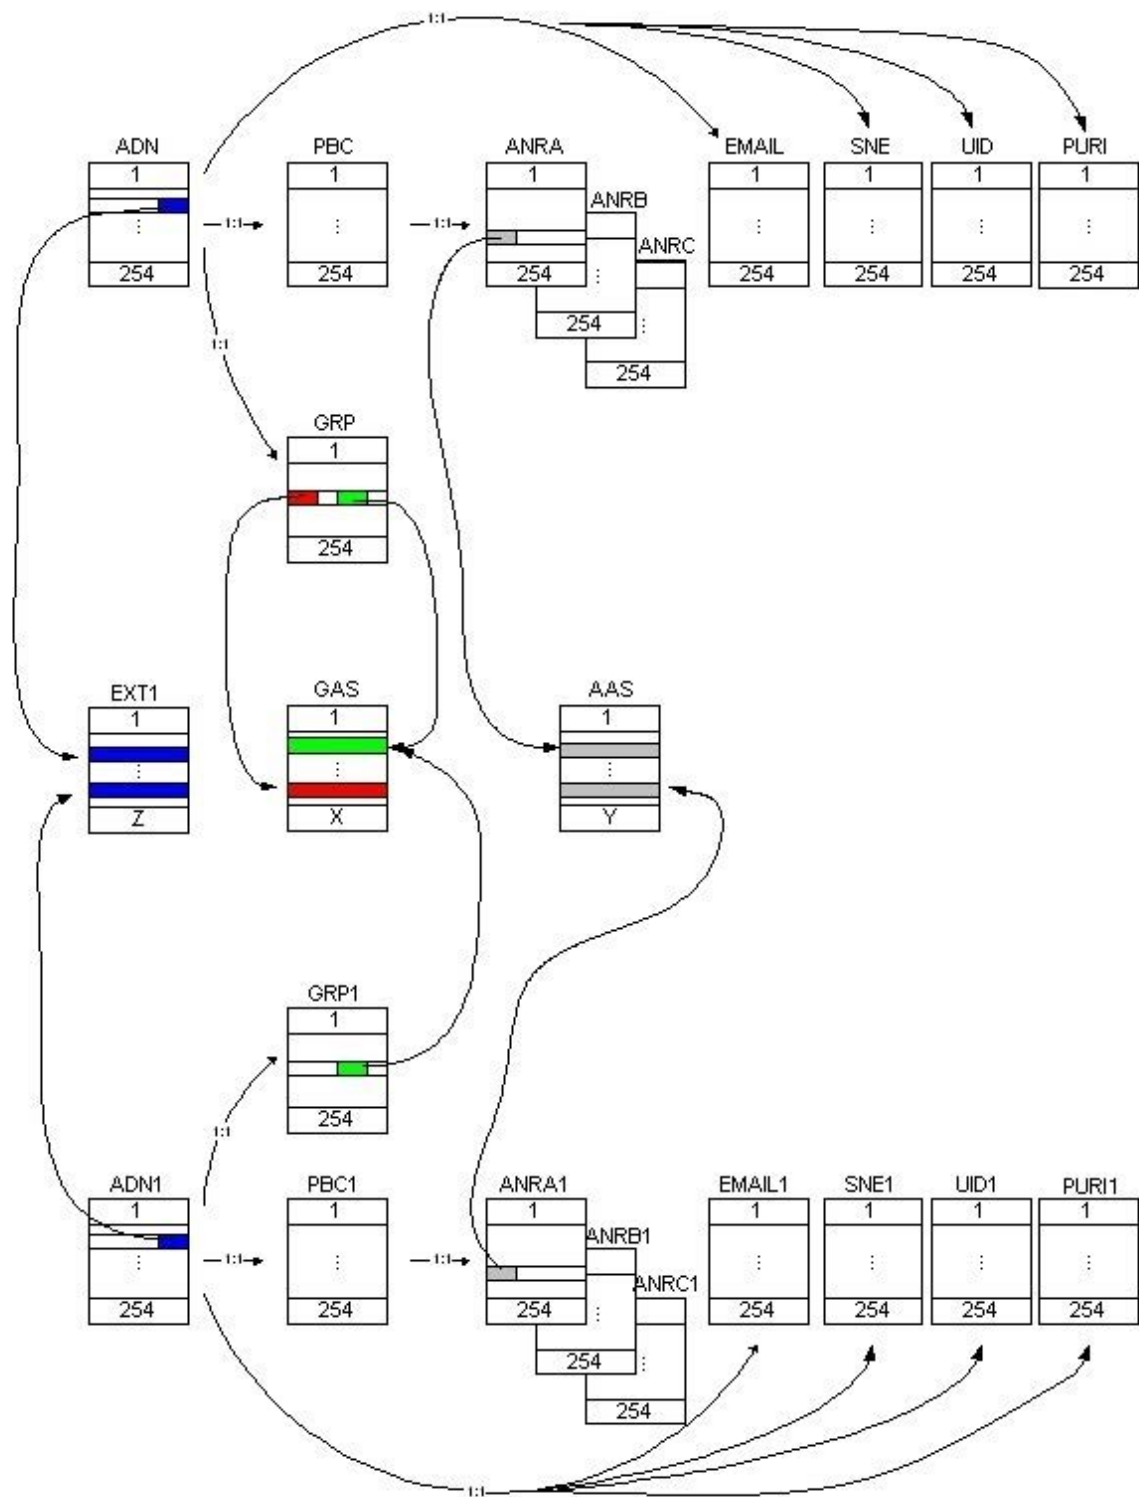 1:1
ADN PBC ANRA EMAIL SNE UID PURI
1 1 1 1 1 1 1
ANRB
1:1 1:1
⋮ ⋮ ⋮ ⋮ ⋮ ⋮
ANRC
254 254 254 ⋮ 254 254 254 254
254 ⋮
1:1
254
GRP
1
254
EXT1 GAS AAS
1 1 1
⋮ ⋮ ⋮
Z X Y
GRP1
1
254
1:1
ADN1 PBC1 ANRA1 EMAIL1 SNE1 UID1 PURI1
1 1 1 1 1 1 1
ANRB1
1:1 1:1
⋮ ⋮ ⋮ ⋮ ⋮ ⋮
ANRC1
254 254 254 ⋮ 254 254 254 254
254 ⋮
254
1:1